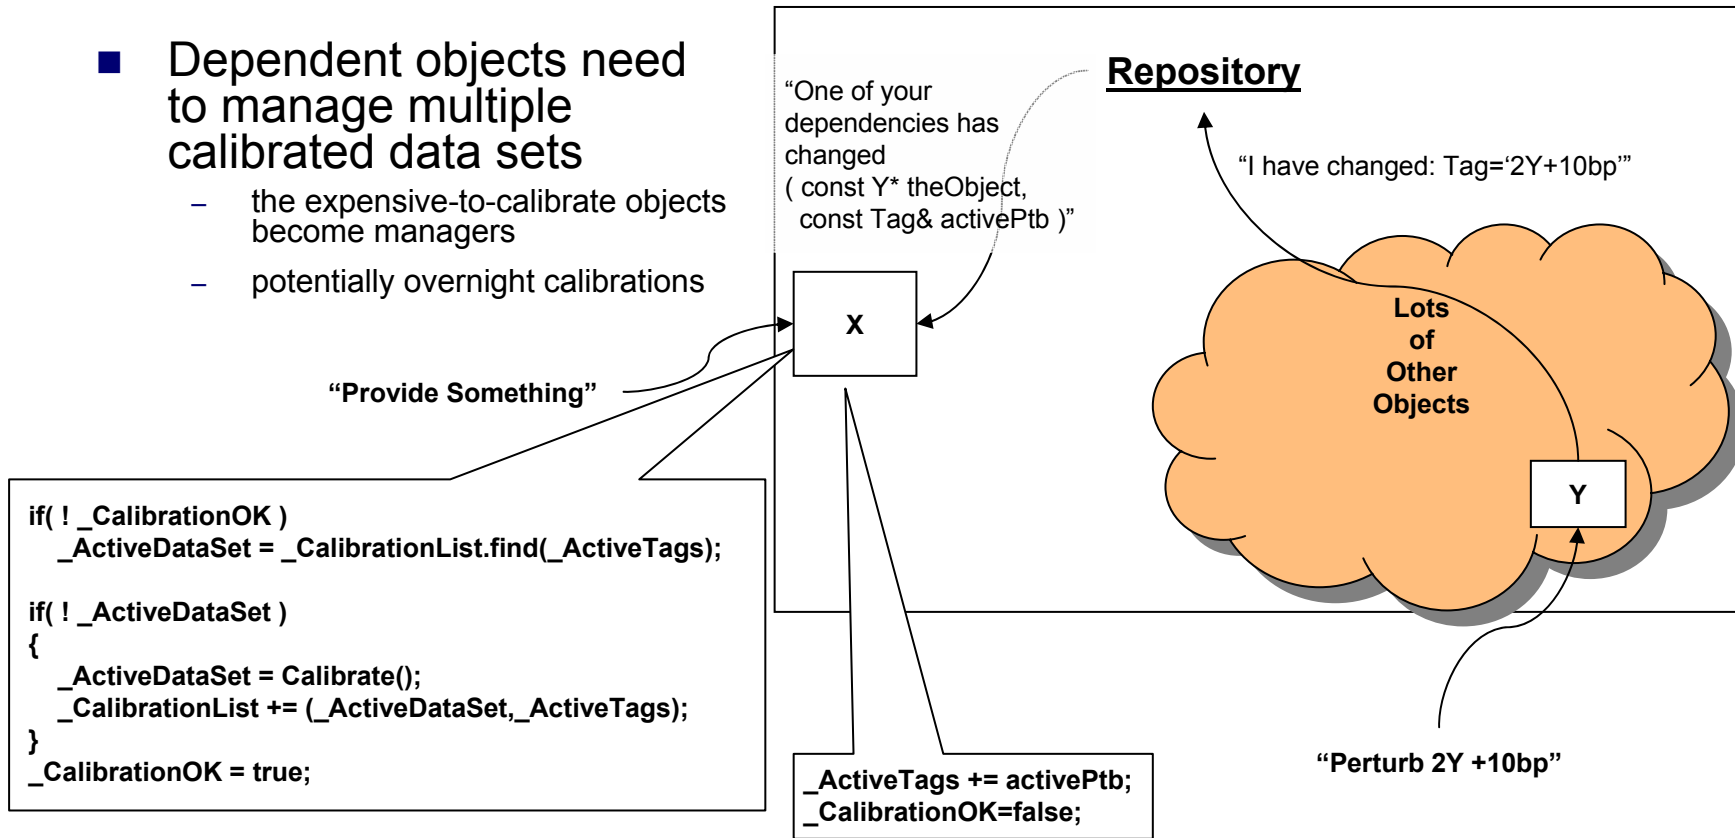 ■ Dependent objects need
to manage multiple
calibrated data sets
– the expensive-to-calibrate objects
become managers
– potentially overnight calibrations
“One of your
dependencies has
changed
( const Y* theObject,
const Tag& activePtb )”
Repository
“I have changed: Tag=‘2Y+10bp’”
X
Lots
of
Other
Objects
Y
“Provide Something”
if( ! _CalibrationOK )
_ActiveDataSet = _CalibrationList.find(_ActiveTags);
if( ! _ActiveDataSet )
{
_ActiveDataSet = Calibrate();
_CalibrationList += (_ActiveDataSet,_ActiveTags);
}
_CalibrationOK = true;
_ActiveTags += activePtb;
_CalibrationOK=false;
“Perturb 2Y +10bp”